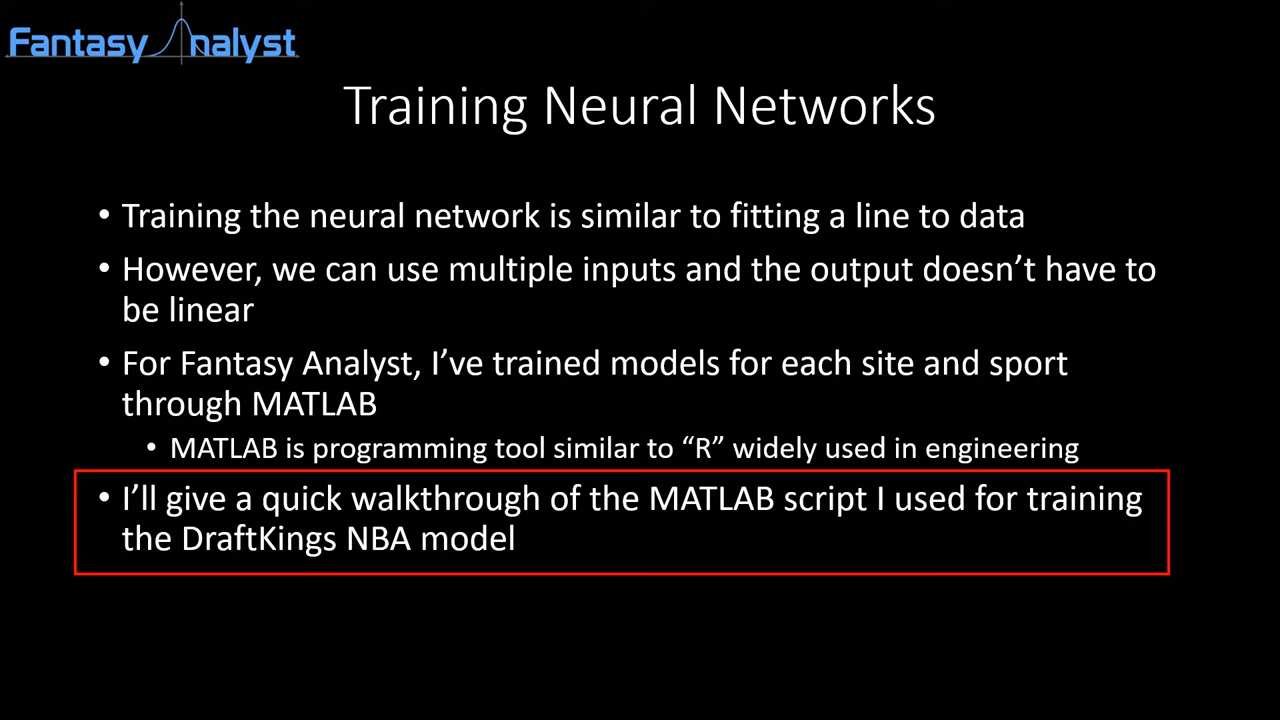 Fantasy Analyst
Training Neural Networks
• Training the neural network is similar to fitting a line to data
• However, we can use multiple inputs and the output doesn’t have to
be linear
• For Fantasy Analyst, I’ve trained models for each site and sport
through MATLAB
• MATLAB is programming tool similar to “R” widely used in engineering
• I’ll give a quick walkthrough of the MATLAB script I used for training
the DraftKings NBA model